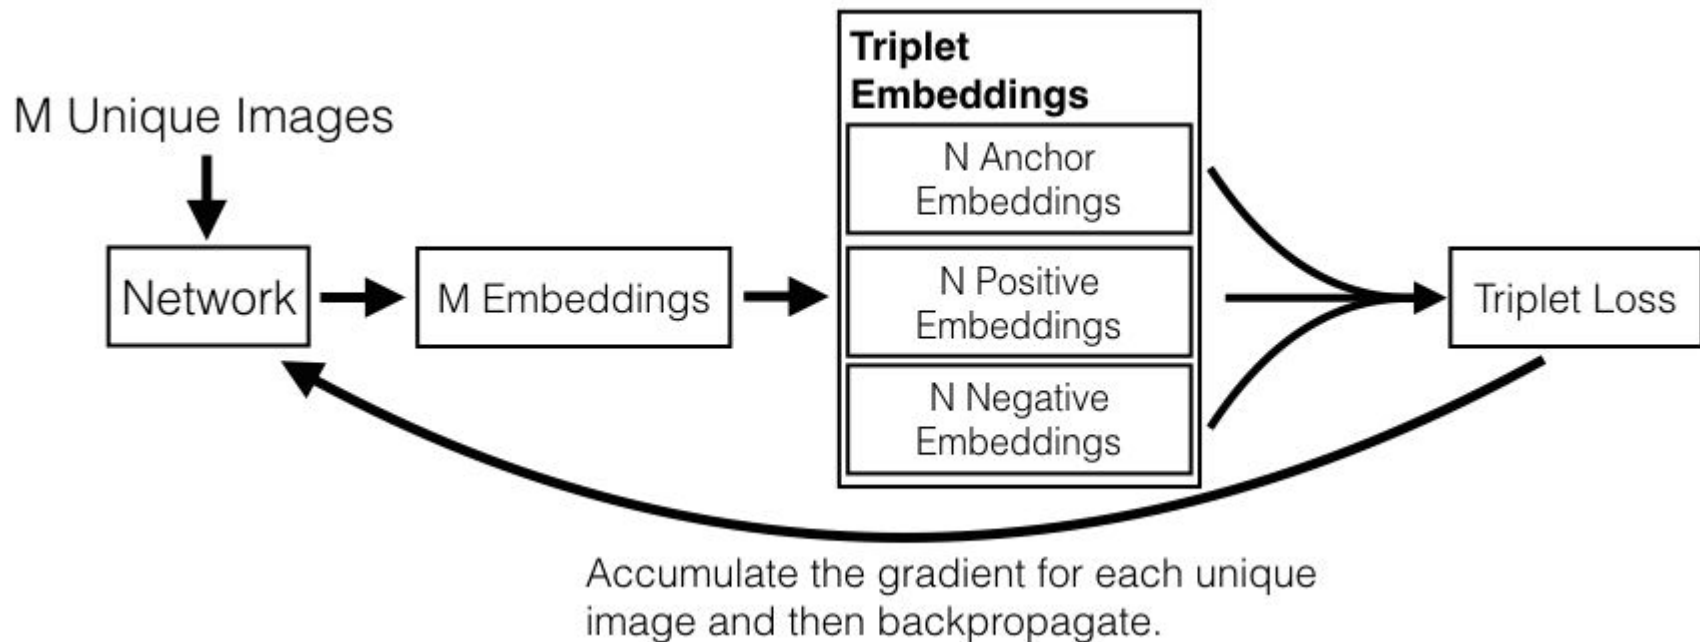 M Unique Images
Network
M Embeddings
Triplet
Embeddings
N Anchor
Embeddings
N Positive
Embeddings
N Negative
Embeddings
Triplet Loss
Accumulate the gradient for each unique
image and then backpropagate.